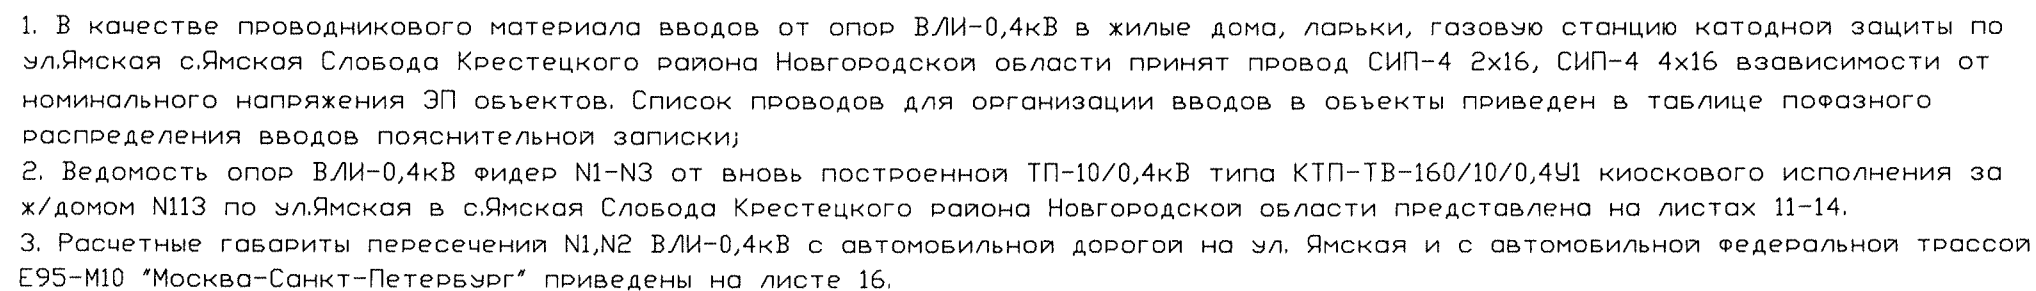 1. В качестве проводникового материала вводов от опор ВЛИ-0,4кВ в жилые дома, ларьки, газовую станцию катодной защиты по
ул.Ямская с.Ямская Слобода Крестецкого района Новгородской области принят провод СИП-4 2х16, СИП-4 4х16 взависимости от
номинального напряжения ЭП объектов. Список проводов для организации вводов в объекты приведен в таблице пофазного
распределения вводов пояснительной записки;
2. Ведомость опор ВЛИ-0,4кВ фидер N1-N3 от вновь построенной ТП-10/0,4кВ типа КТП-ТВ-160/10/0,4У1 киоскового исполнения за
ж/домом N113 по ул.Ямская в с.Ямская Слобода Крестецкого района Новгородской области представлена на листах 11-14.
3. Расчетные габариты пересечений N1,N2 ВЛИ-0,4кВ с автомобильной дорогой на ул. Ямская и с автомобильной федеральной трассой
Е95-М10 "Москва-Санкт-Петербург" приведены на листе 16.